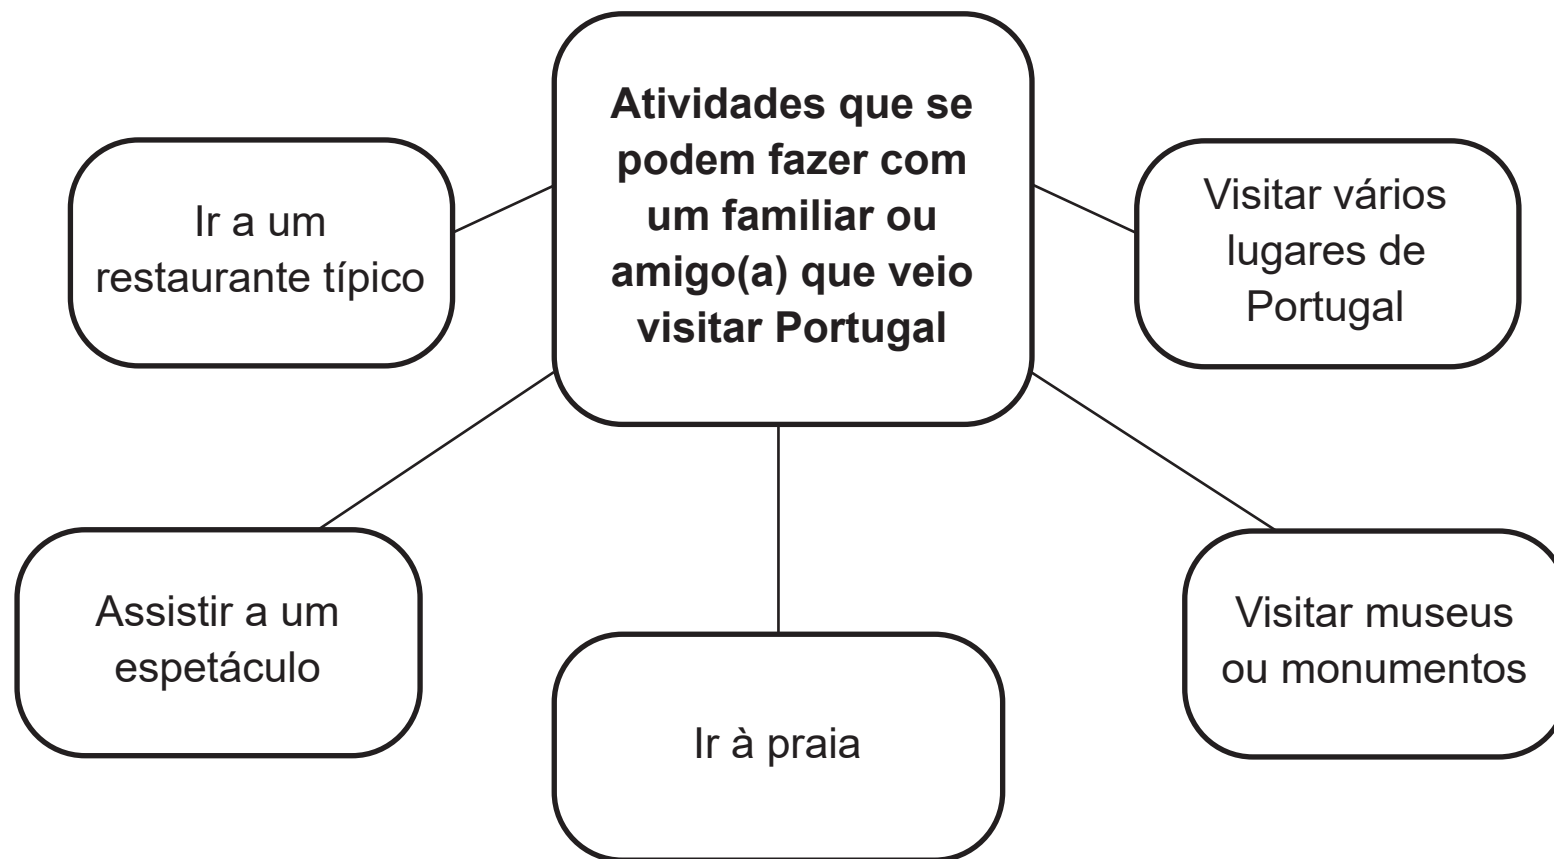 Atividades que se
podem fazer com
um familiar ou
amigo(a) que veio
visitar Portugal
Ir a um
restaurante típico
Visitar vários
lugares de
Portugal
Assistir a um
espetáculo
Ir à praia
Visitar museus
ou monumentos